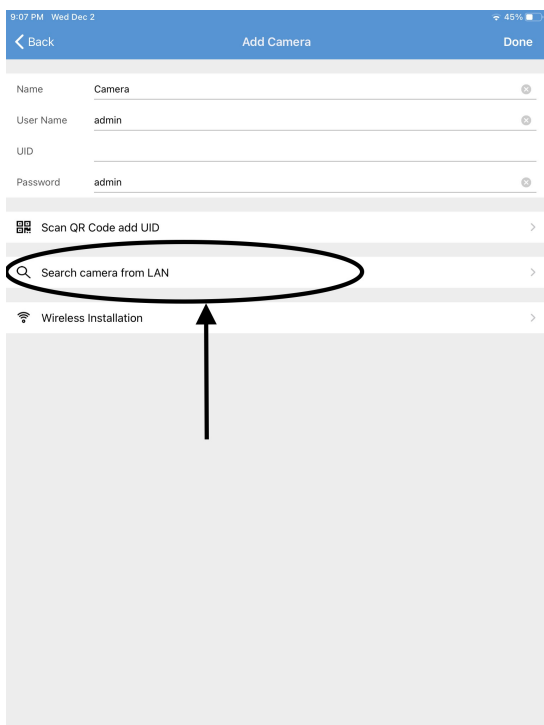 9:07 PM Wed Dec 2 45%
Back Add Camera Done
Name Camera
User Name admin
UID
Password admin
Scan QR Code add UID
Search camera from LAN
Wireless Installation